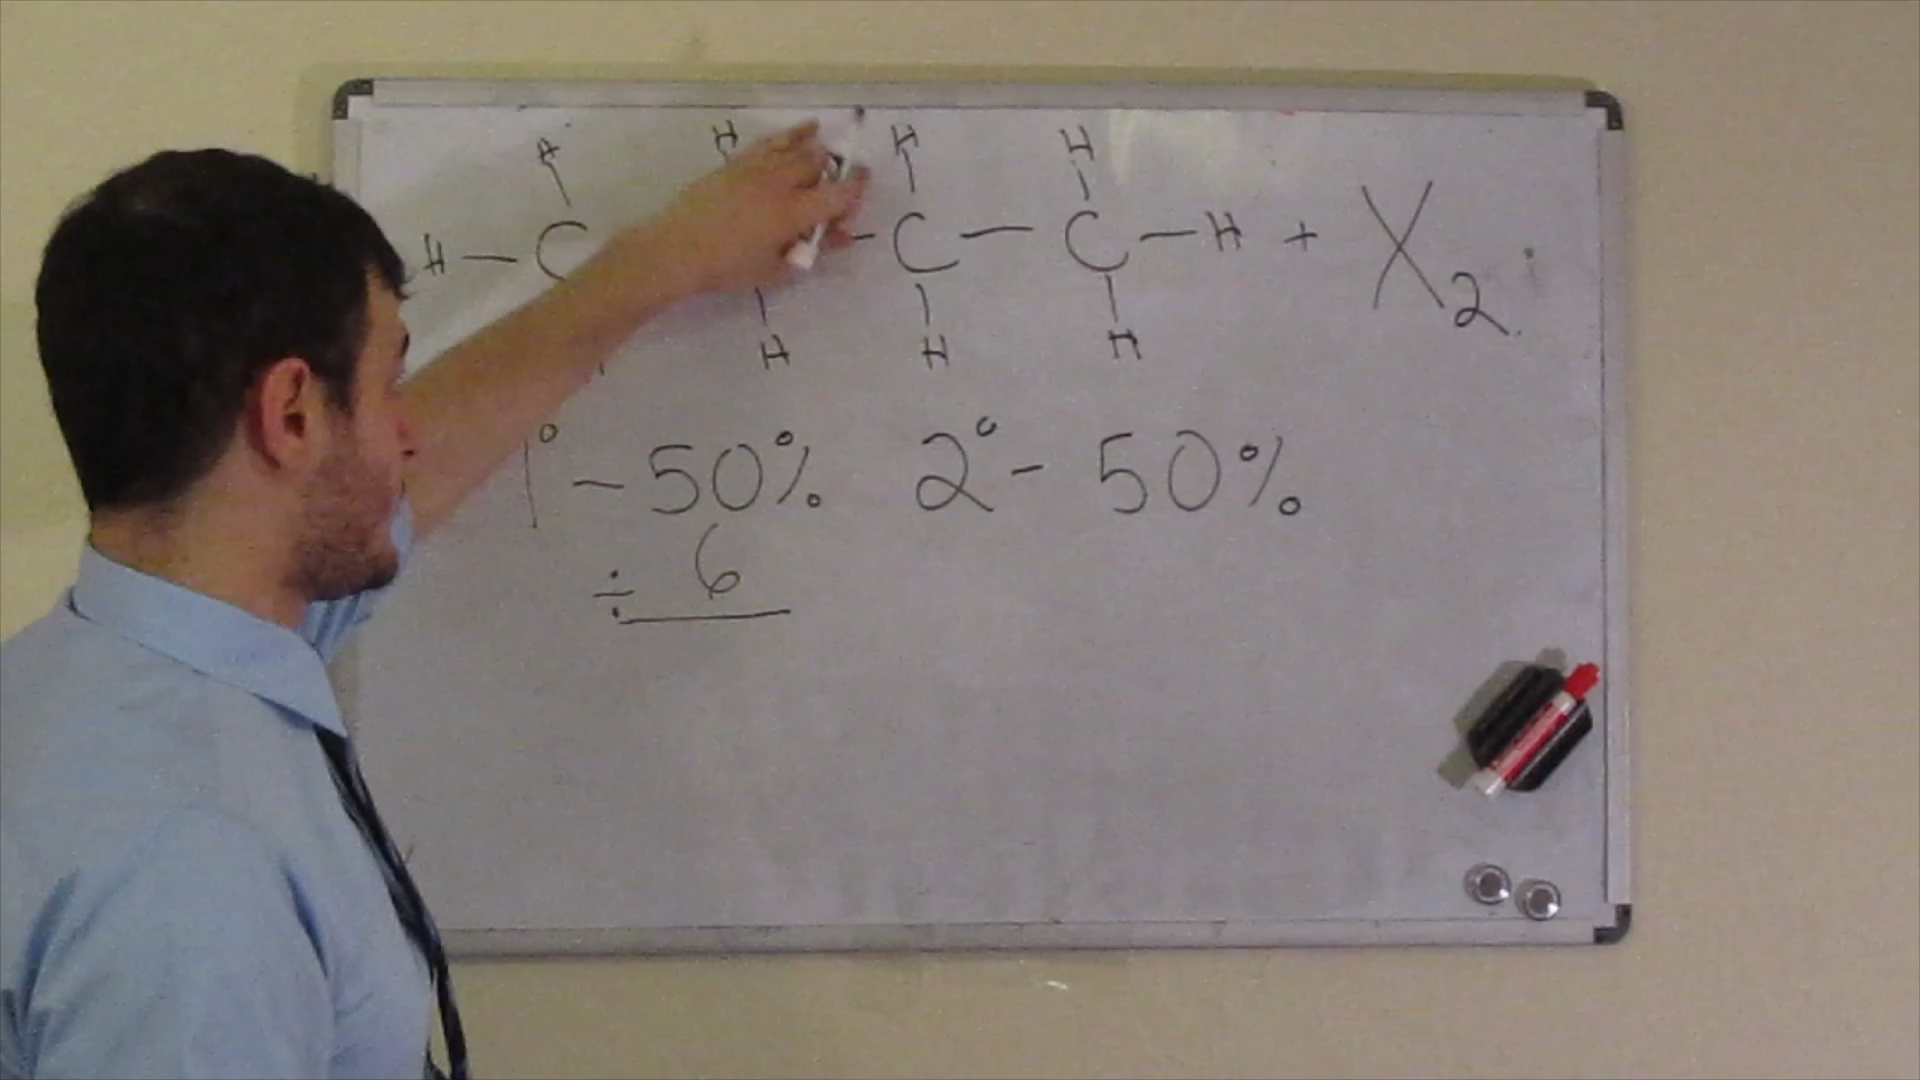 H H H H
H — C — C — C — H + X₂
H H H
1° – 50% 2° – 50%
÷ 6